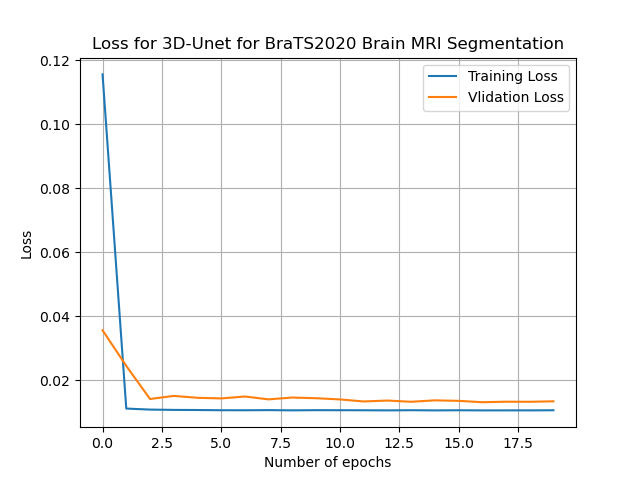 Loss for 3D-Unet for BraTS2020 Brain MRI Segmentation
Training Loss
Vlidation Loss
0.12
0.10
0.08
0.06
0.04
0.02
Loss
0.0 2.5 5.0 7.5 10.0 12.5 15.0 17.5
Number of epochs